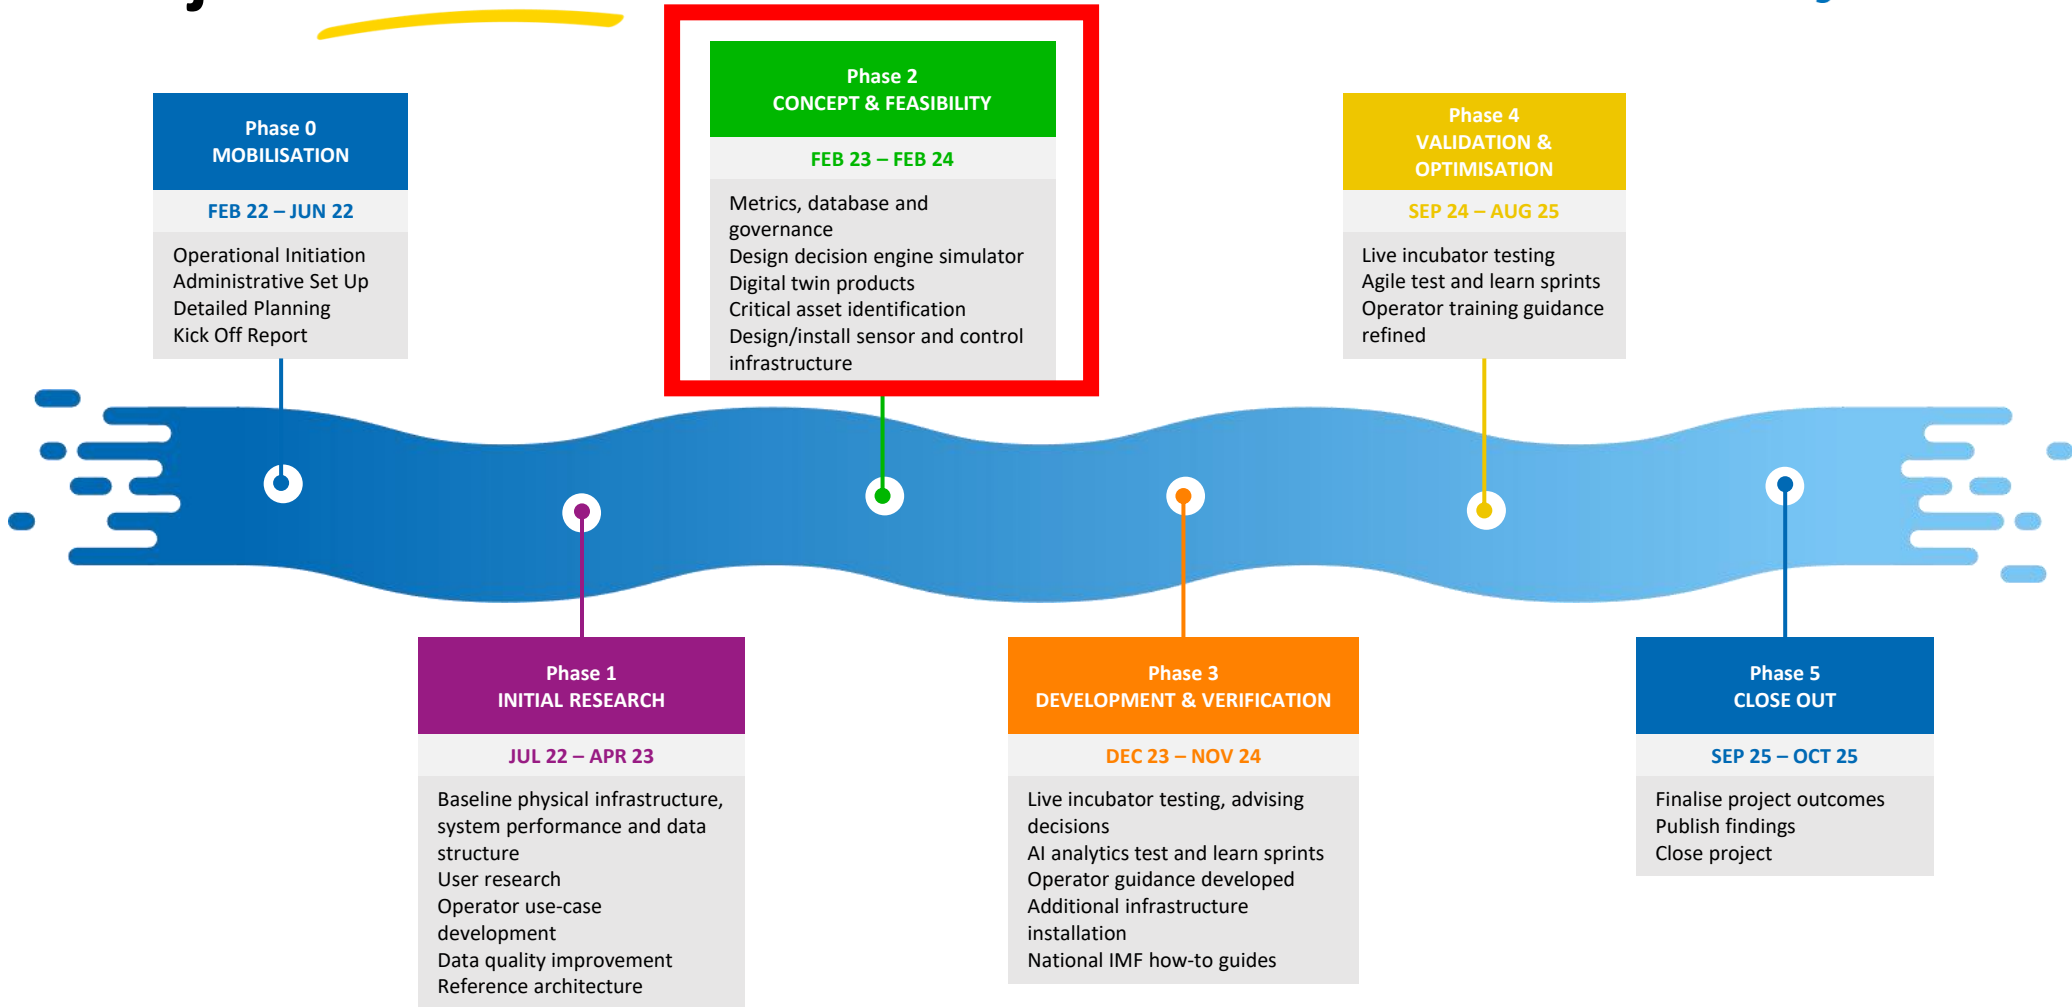 Phase 0
MOBILISATION
FEB 22 – JUN 22
Operational Initiation
Administrative Set Up
Detailed Planning
Kick Off Report
Phase 1
INITIAL RESEARCH
JUL 22 – APR 23
Baseline physical infrastructure,
system performance and data
structure
User research
Operator use-case
development
Data quality improvement
Reference architecture
Phase 2
CONCEPT & FEASIBILITY
FEB 23 – FEB 24
Metrics, database and
governance
Design decision engine simulator
Digital twin products
Critical asset identification
Design/install sensor and control
infrastructure
Phase 3
DEVELOPMENT & VERIFICATION
DEC 23 – NOV 24
Live incubator testing, advising
decisions
AI analytics test and learn sprints
Operator guidance developed
Additional infrastructure
installation
National IMF how-to guides
Phase 4
VALIDATION &
OPTIMISATION
SEP 24 – AUG 25
Live incubator testing
Agile test and learn sprints
Operator training guidance
refined
Phase 5
CLOSE OUT
SEP 25 – OCT 25
Finalise project outcomes
Publish findings
Close project